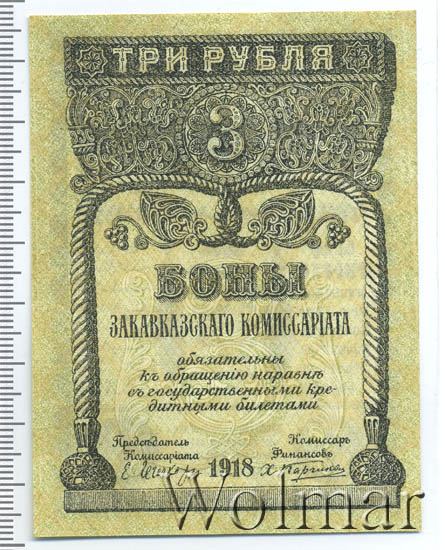 ТРИ РУБЛЯ
3
БОНЫ
ЗАКАВКАЗСКАГО КОМИССАРІАТА
обязательны
къ обращенію наравнѣ
съ государственными кре-
дитными билетами
Предсѣдатель Комиссаръ
Комиссаріата Финансовъ
1918
Wolmar